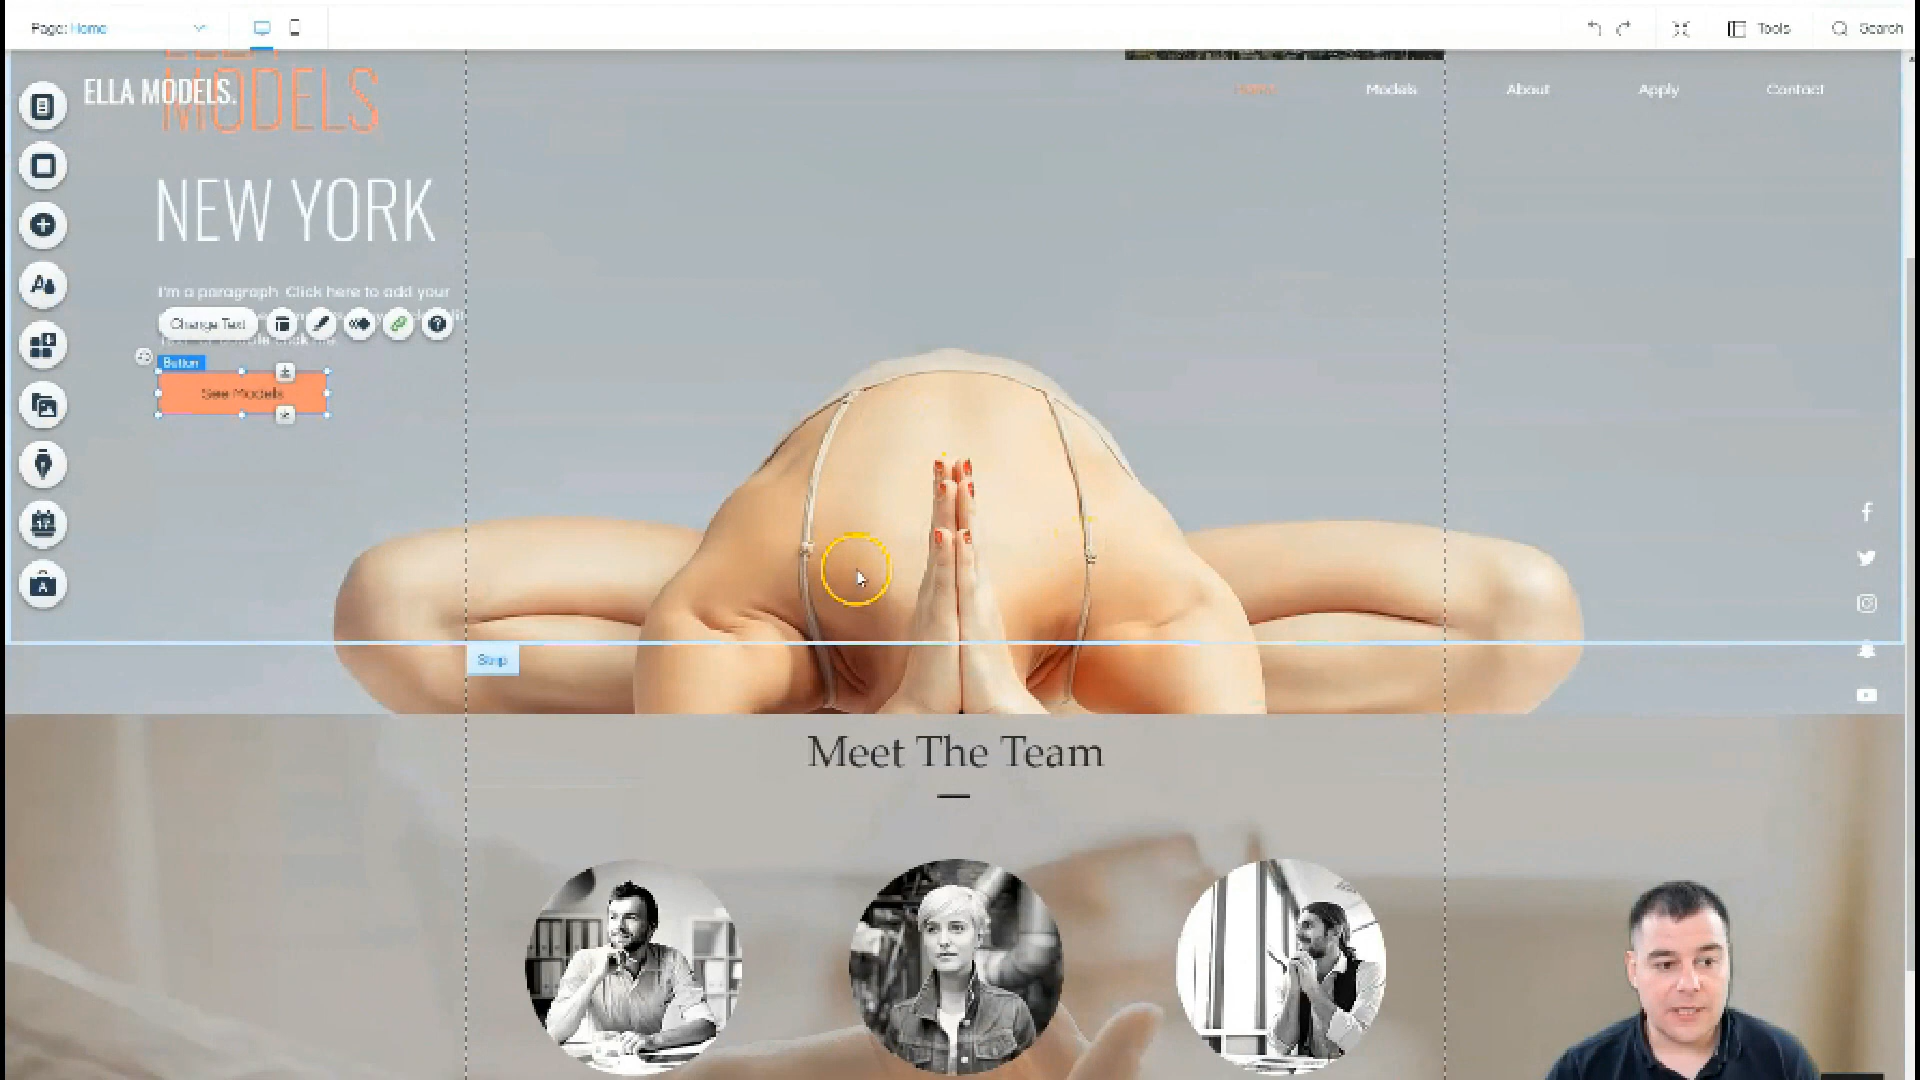 Page: Home
Tools
Search
ELLA MODELS.
MODELS
Home
Models
About
Apply
Contact
NEW YORK
I'm a paragraph. Click here to add your
Change Text
Button
See Models
Strip
Meet The Team